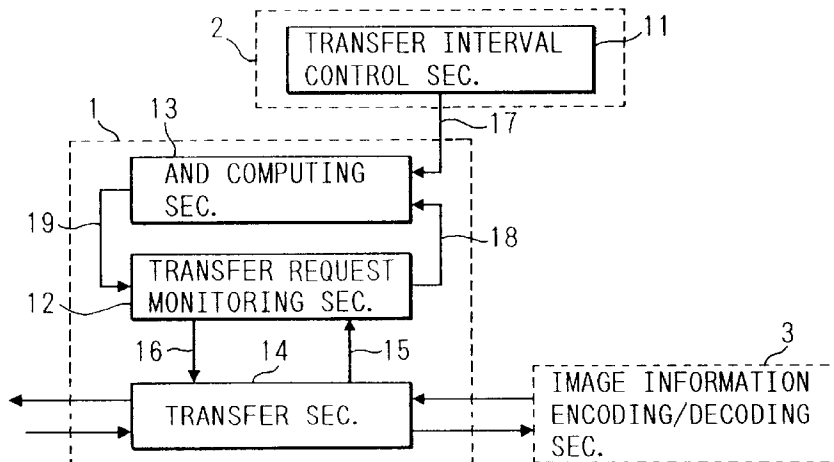 2
TRANSFER INTERVAL
CONTROL SEC.
11
17
1
13
AND COMPUTING
SEC.
19
18
TRANSFER REQUEST
MONITORING SEC.
12
16
14
15
TRANSFER SEC.
3
IMAGE INFORMATION
ENCODING/DECODING
SEC.